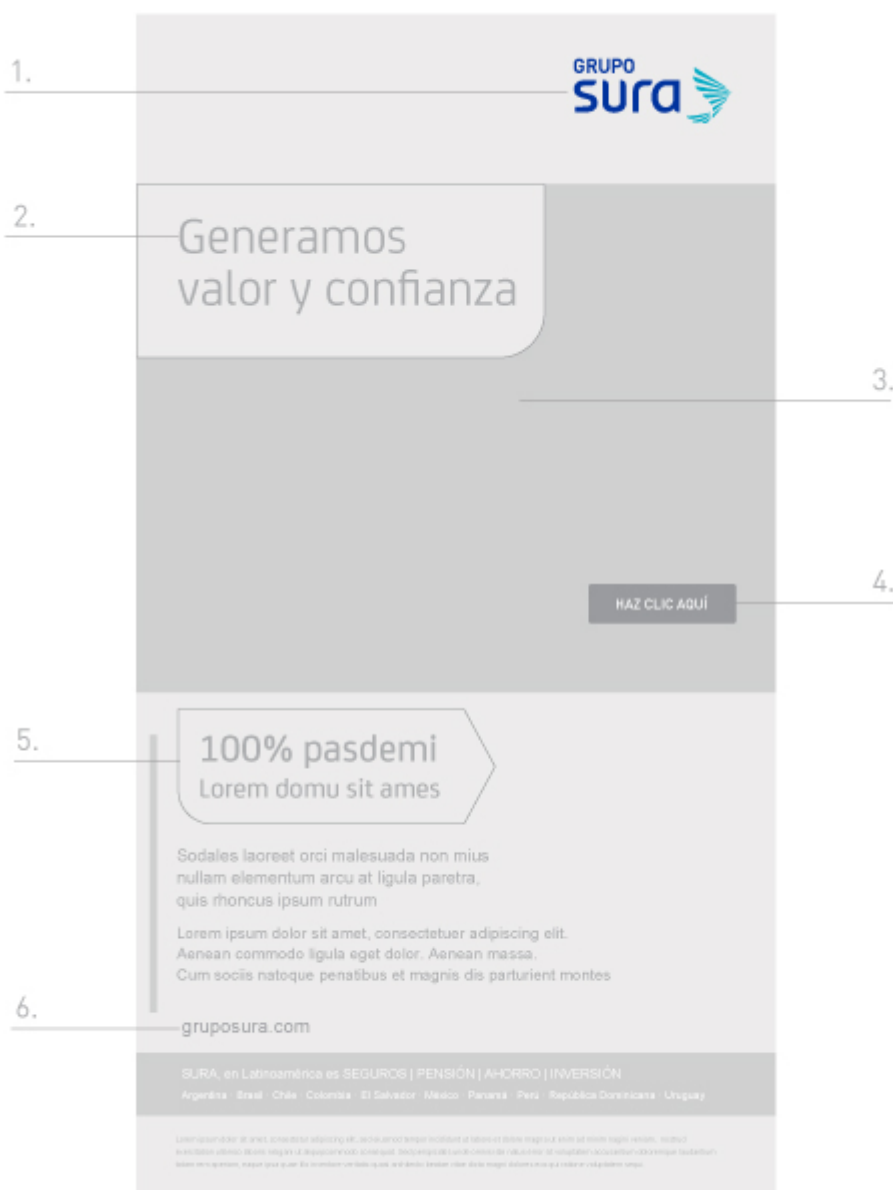 1.
GRUPO
sura
2.
Generamos
valor y confianza
3.
HAZ CLIC AQUÍ
4.
5.
100% pasdemi
Lorem domu sit ames
Sodales laoreet orci malesuada non mius
nullam elementum arcu at ligula paretra,
quis rhoncus ipsum rutrum
Lorem ipsum dolor sit amet, consectetuer adipiscing elit.
Aenean commodo ligula eget dolor. Aenean massa.
Cum sociis natoque penatibus et magnis dis parturient montes
6.
gruposura.com
SURA, en Latinoamérica es SEGUROS | PENSIÓN | AHORRO | INVERSIÓN
Argentina · Brasil · Chile · Colombia · El Salvador · México · Panamá · Perú · República Dominicana · Uruguay